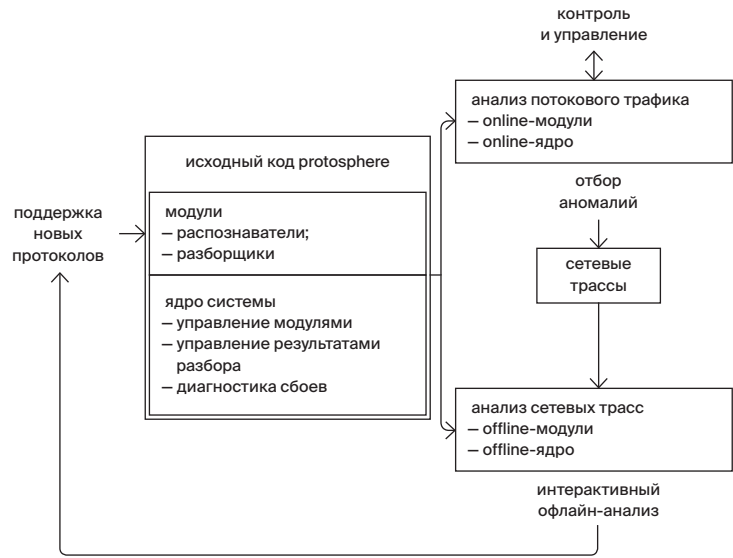 контроль
и управление
анализ потокового трафика
– online-модули
– online-ядро
исходный код protosphere
отбор
аномалий
поддержка
новых
протоколов
модули
– распознаватели;
– разборщики
сетевые
трассы
ядро системы
– управление модулями
– управление результатами
разбора
– диагностика сбоев
анализ сетевых трасс
– offline-модули
– offline-ядро
интерактивный
офлайн-анализ